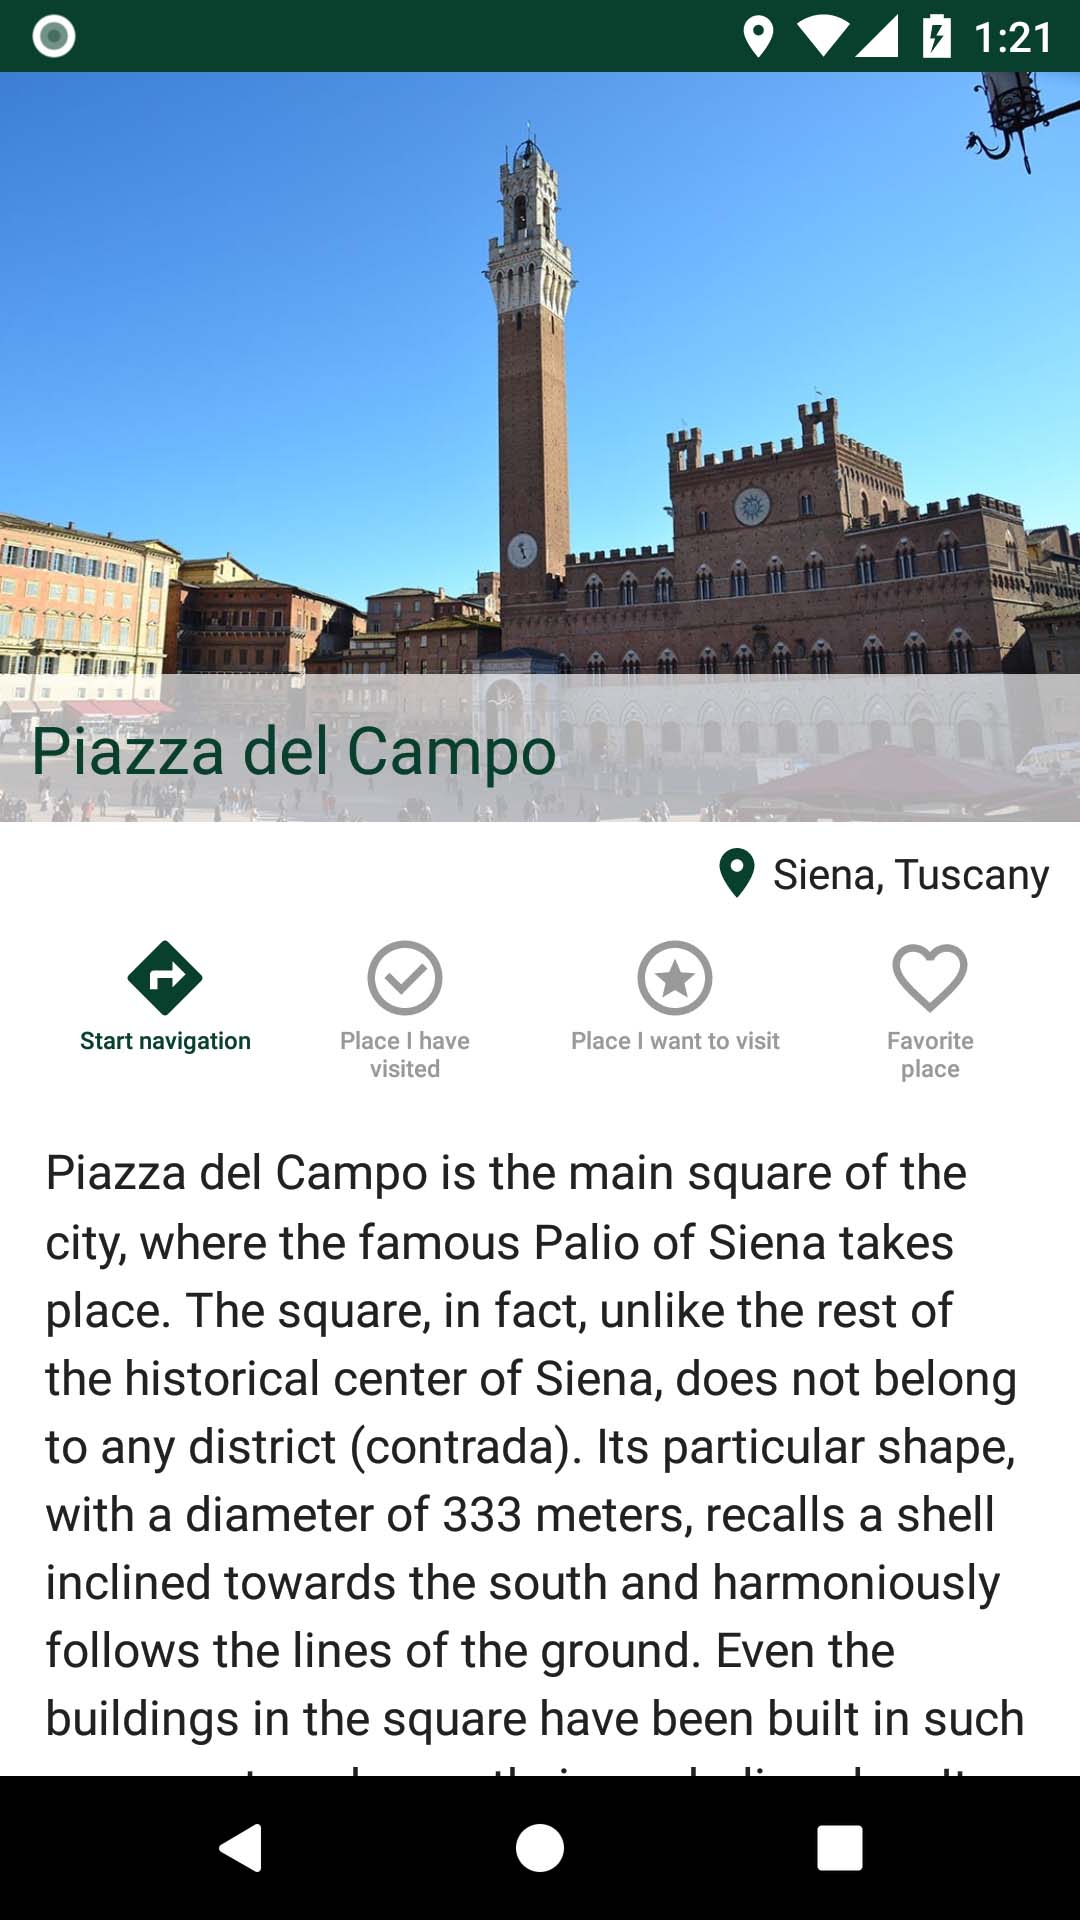 1:21
Piazza del Campo
Siena, Tuscany
Start navigation
Place I have
visited
Place I want to visit
Favorite
place
Piazza del Campo is the main square of the
city, where the famous Palio of Siena takes
place. The square, in fact, unlike the rest of
the historical center of Siena, does not belong
to any district (contrada). Its particular shape,
with a diameter of 333 meters, recalls a shell
inclined towards the south and harmoniously
follows the lines of the ground. Even the
buildings in the square have been built in such